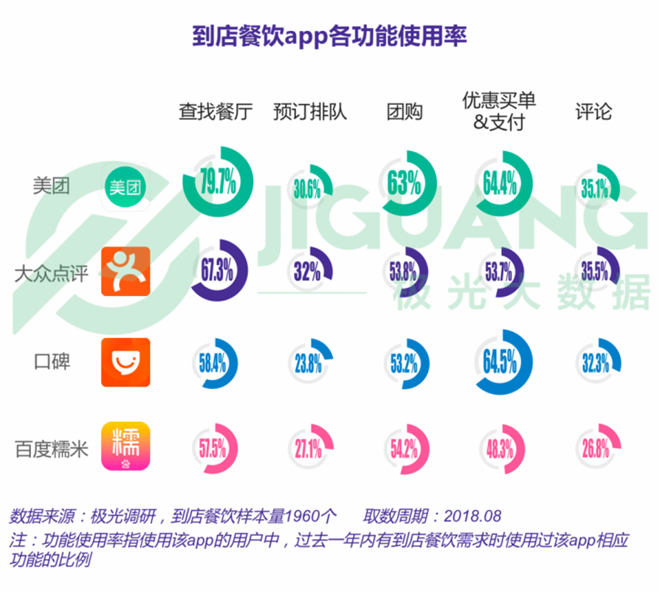 到店餐饮app各功能使用率
查找餐厅 预订排队 团购 优惠买单
&支付 评论
美团 美团 79.7% 30.6% 63% 64.4% 35.1%
JIGUANG
极光大数据
大众点评 67.3% 32% 53.8% 53.7% 35.5%
口碑 58.4% 23.8% 53.2% 64.5% 32.3%
百度糯米 糯 57.5% 27.1% 54.2% 48.3% 26.8%
数据来源：极光调研，到店餐饮样本量1960个 取数周期：2018.08
注：功能使用率指使用该app的用户中，过去一年内有到店餐饮需求时使用过该app相应
功能的比例